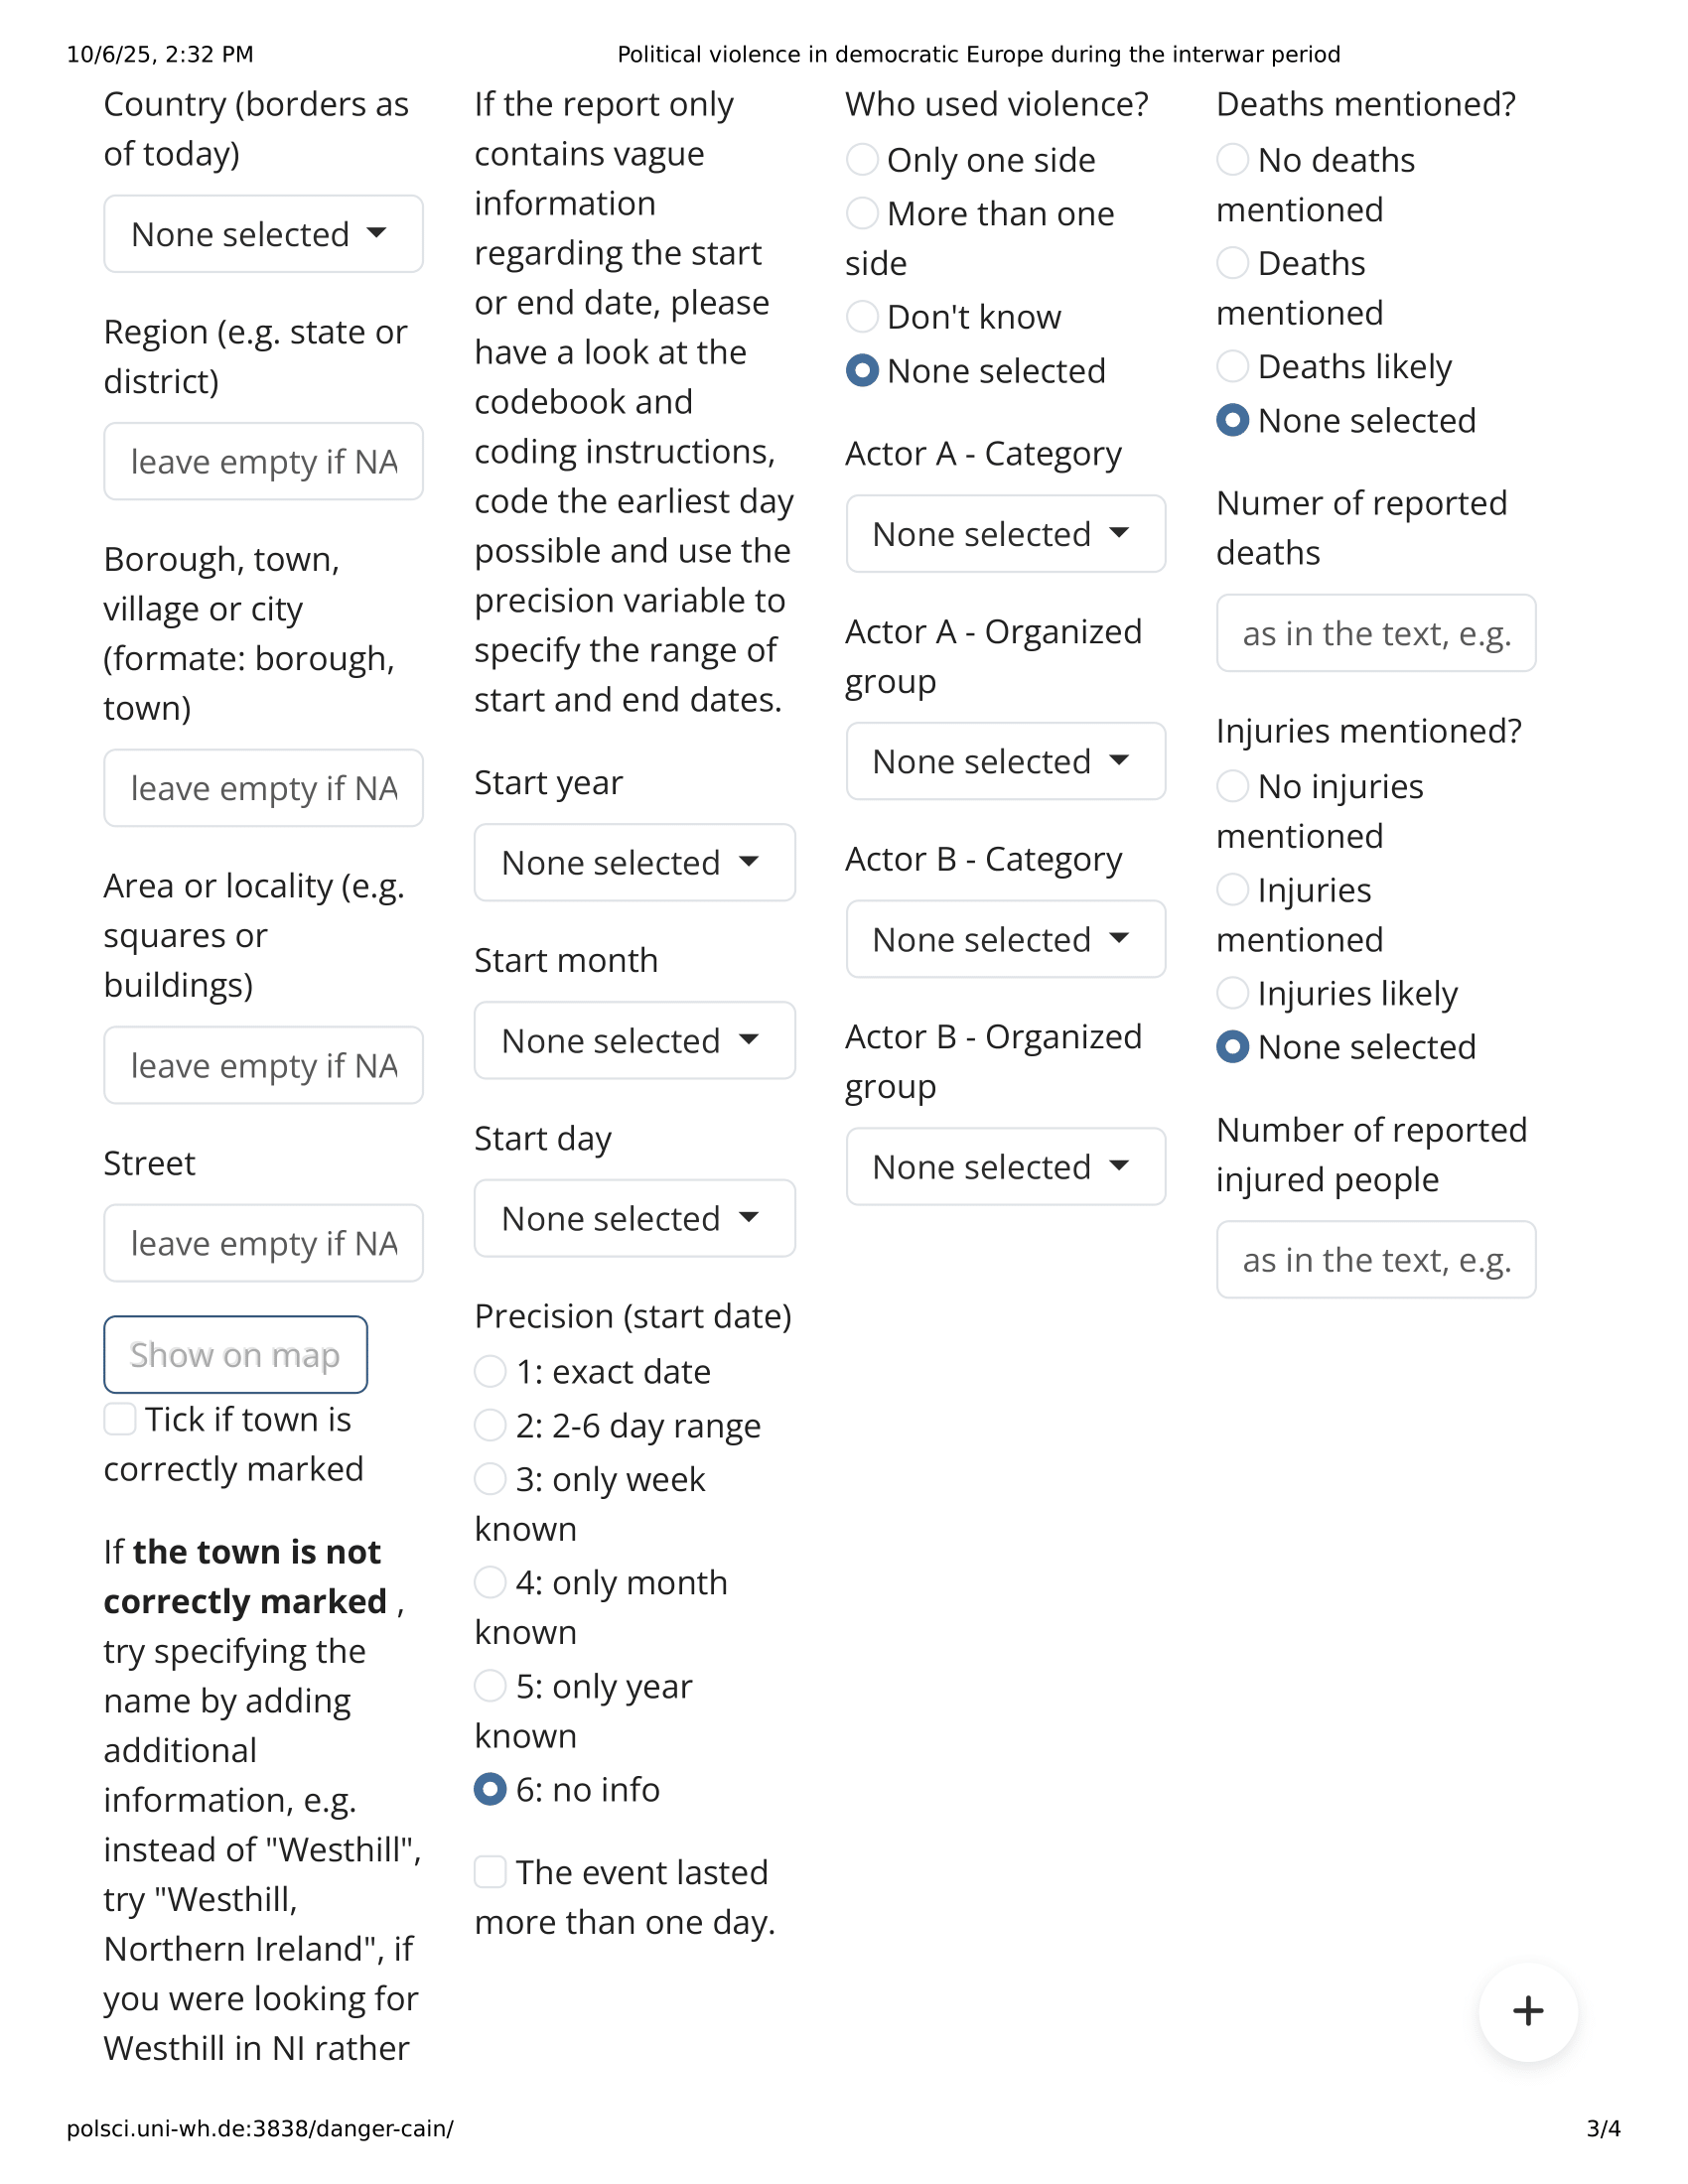 10/6/25, 2:32 PM
Political violence in democratic Europe during the interwar period
Country (borders as
of today)
None selected
Region (e.g. state or
district)
leave empty if NA
Borough, town,
village or city
(formate: borough,
town)
leave empty if NA
Area or locality (e.g.
squares or
buildings)
leave empty if NA
Street
leave empty if NA
Show on map
Tick if town is
correctly marked
If the town is not
correctly marked ,
try specifying the
name by adding
additional
information, e.g.
instead of "Westhill",
try "Westhill,
Northern Ireland", if
you were looking for
Westhill in NI rather
If the report only
contains vague
information
regarding the start
or end date, please
have a look at the
codebook and
coding instructions,
code the earliest day
possible and use the
precision variable to
specify the range of
start and end dates.
Start year
None selected
Start month
None selected
Start day
None selected
Precision (start date)
1: exact date
2: 2-6 day range
3: only week
known
4: only month
known
5: only year
known
6: no info
The event lasted
more than one day.
Who used violence?
Only one side
More than one
side
Don't know
None selected
Actor A - Category
None selected
Actor A - Organized
group
None selected
Actor B - Category
None selected
Actor B - Organized
group
None selected
Deaths mentioned?
No deaths
mentioned
Deaths
mentioned
Deaths likely
None selected
Numer of reported
deaths
as in the text, e.g.
Injuries mentioned?
No injuries
mentioned
Injuries
mentioned
Injuries likely
None selected
Number of reported
injured people
as in the text, e.g.
+
polsci.uni-wh.de:3838/danger-cain/
3/4